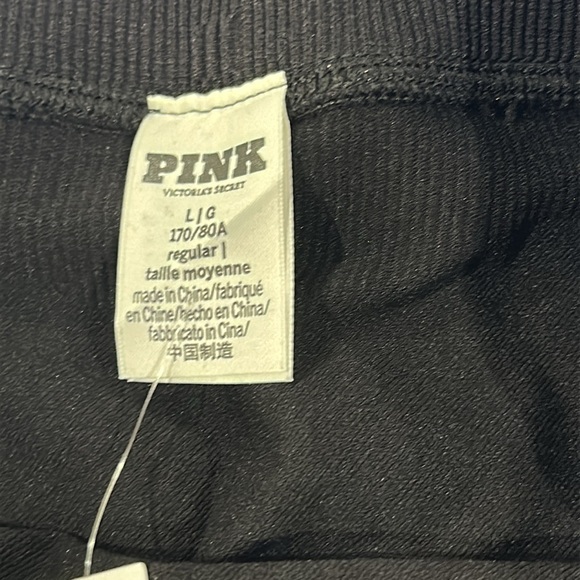 PINK
VICTORIA'S SECRET
L/G
170/80A
regular |
taille moyenne
made in China/fabriqué
en Chine/hecho en China/
fabbricato in Cina/
中国制造